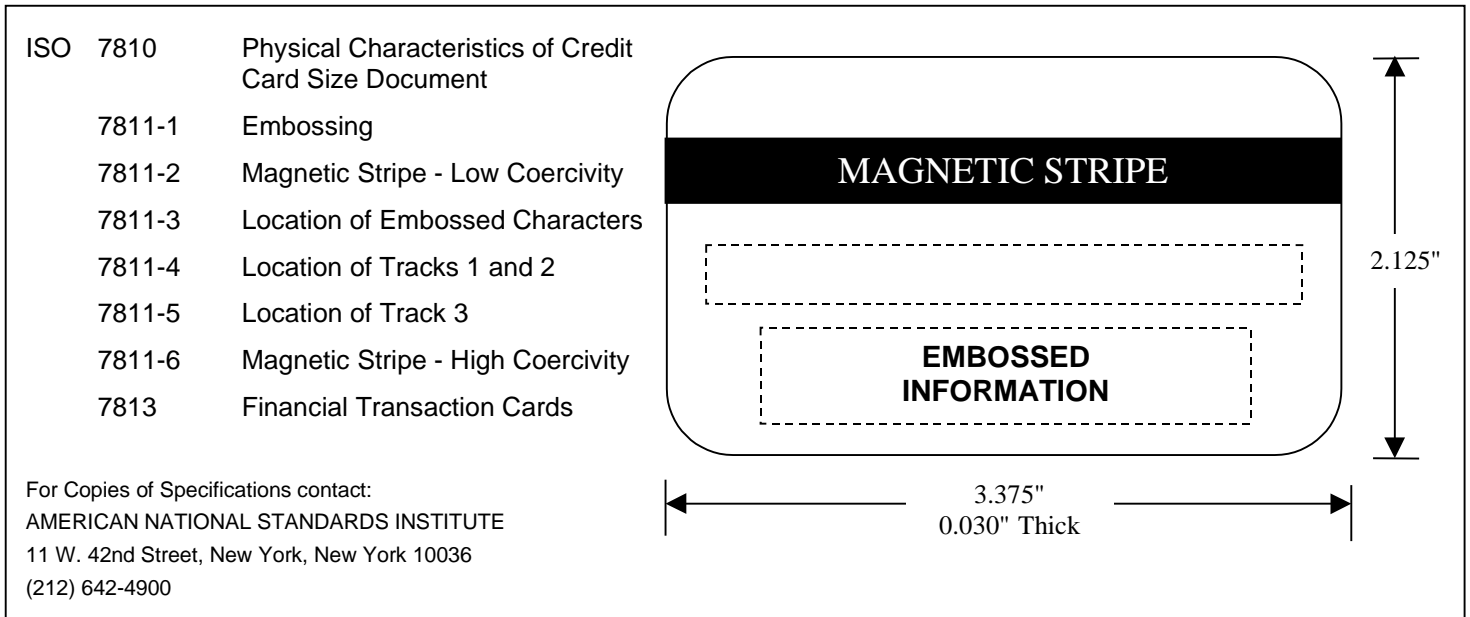 ISO 7810 Physical Characteristics of Credit
Card Size Document
7811-1 Embossing
7811-2 Magnetic Stripe - Low Coercivity
7811-3 Location of Embossed Characters
7811-4 Location of Tracks 1 and 2
7811-5 Location of Track 3
7811-6 Magnetic Stripe - High Coercivity
7813 Financial Transaction Cards
For Copies of Specifications contact:
AMERICAN NATIONAL STANDARDS INSTITUTE
11 W. 42nd Street, New York, New York 10036
(212) 642-4900
MAGNETIC STRIPE
EMBOSSED
INFORMATION
2.125"
3.375"
0.030" Thick